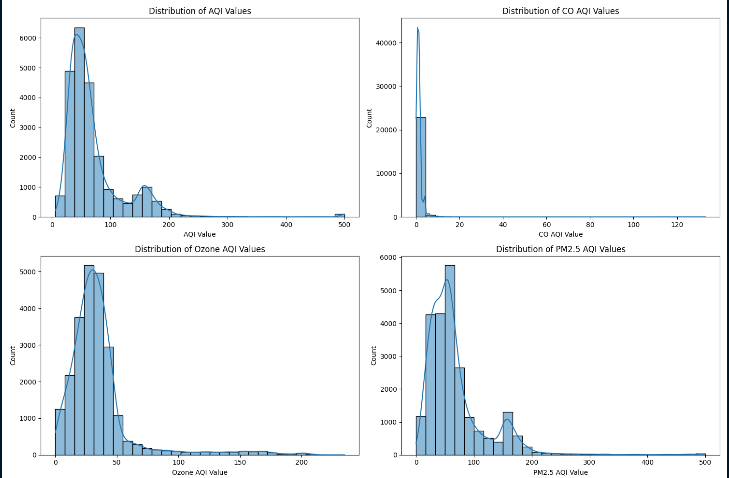 Distribution of AQI Values
Distribution of CO AQI Values
6000
5000
4000
3000
2000
1000
0
Count
0 100 200 300 400 500
AQI Value
40000
30000
20000
10000
0
Count
0 20 40 60 80 100 120
CO AQI Value
Distribution of Ozone AQI Values
Distribution of PM2.5 AQI Values
5000
4000
3000
2000
1000
0
Count
0 50 100 150 200
Ozone AQI Value
6000
5000
4000
3000
2000
1000
0
Count
0 100 200 300 400 500
PM2.5 AQI Value